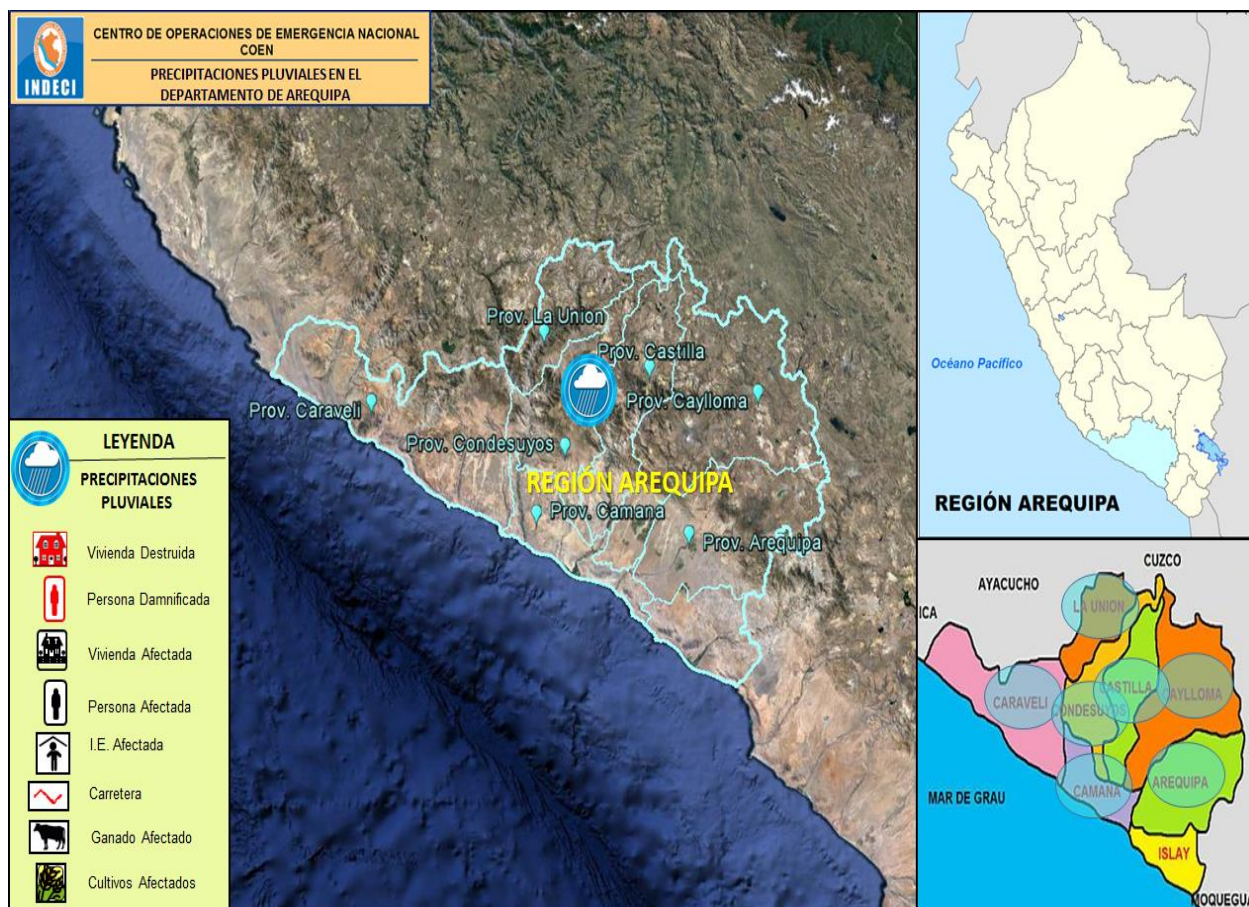 INDECI
CENTRO DE OPERACIONES DE EMERGENCIA NACIONAL
COEN
PRECIPITACIONES PLUVIALES EN EL
DEPARTAMENTO DE AREQUIPA
Prov. La Union
Prov. Castilla
Prov. Caylloma
Prov. Caraveli
Prov. Condesuyos
REGIÓN AREQUIPA
Prov. Camana
Prov. Arequipa
LEYENDA
PRECIPITACIONES
PLUVIALES
Vivienda Destruida
Persona Damnificada
Vivienda Afectada
Persona Afectada
I.E. Afectada
Carretera
Ganado Afectado
Cultivos Afectados
Océano Pacífico
REGIÓN AREQUIPA
CUZCO
AYACUCHO
ICA
LA UNION
CASTILLA
CAYLLOMA
CARAVELI
CONDESUYOS
CAMANA
AREQUIPA
MAR DE GRAU
ISLAY
MOQUEGUA